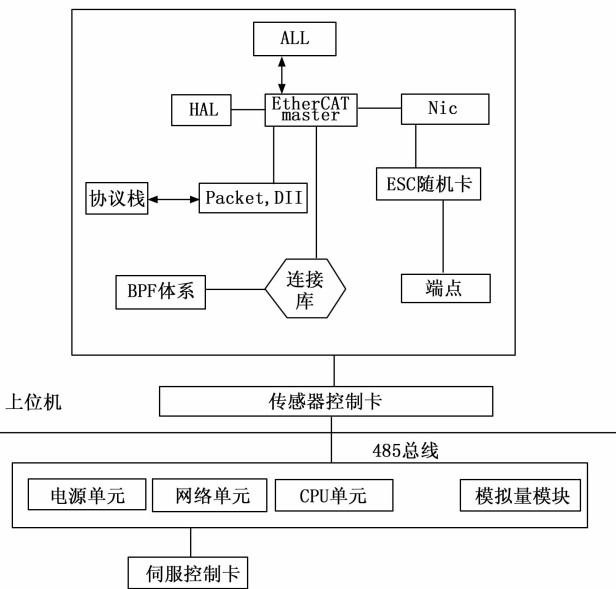 ALL
HAL
EtherCAT
master
Nic
ESC随机卡
协议栈
Packet,DII
BPF体系
连接
库
端点
上位机
传感器控制卡
485总线
电源单元
网络单元
CPU单元
模拟量模块
伺服控制卡